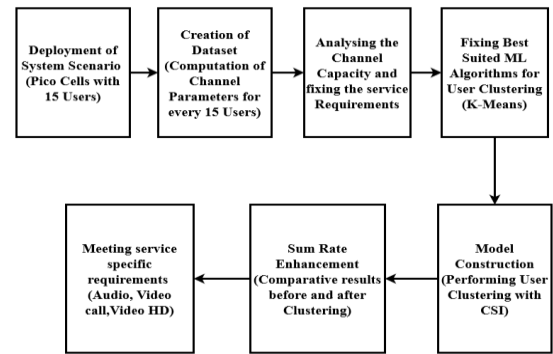 Deployment of
System Scenario
(Pico Cells with
15 Users)
Creation of
Dataset
(Computation of
Channel
Parameters for
every 15 Users)
Analysing the
Channel
Capacity and
fixing the service
Requirements
Fixing Best
Suited ML
Algorithms for
User Clustering
(K-Means)
Model
Construction
(Performing User
Clustering with
CSI)
Sum Rate
Enhancement
(Comparative results
before and after
Clustering)
Meeting service
specific
requirements
(Audio, Video
call,Video HD)